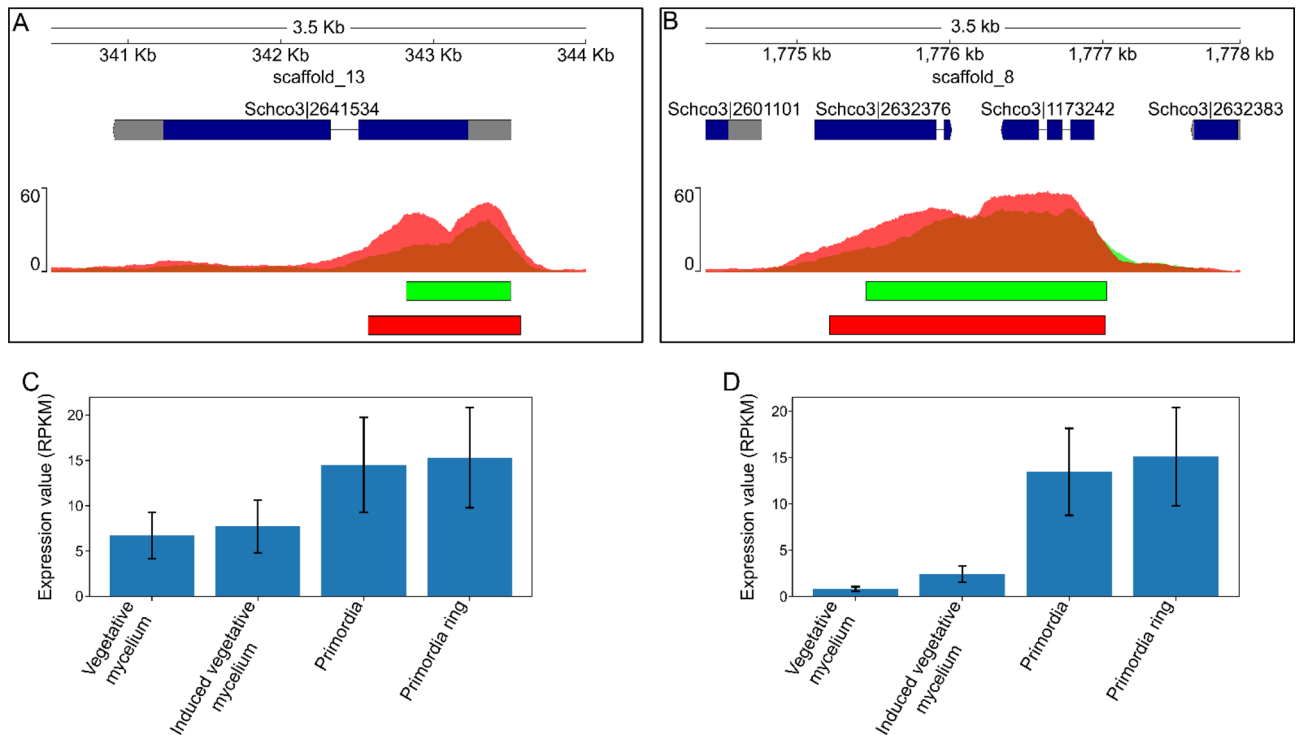 A
3.5 Kb
341 Kb 342 Kb 343 Kb 344 Kb
scaffold_13
Schco3|2641534
60
0
B
3.5 kb
1,775 kb 1,776 kb 1,777 kb 1,778 kb
scaffold_8
Schco3|2601101 Schco3|2632376 Schco3|1173242 Schco3|2632383
60
0
C
Expression value (RPKM)
20
15
10
5
0
Vegetative
mycelium
Induced vegetative
mycelium
Primordia
Primordia ring
D
Expression value (RPKM)
20
15
10
5
0
Vegetative
mycelium
Induced vegetative
mycelium
Primordia
Primordia ring